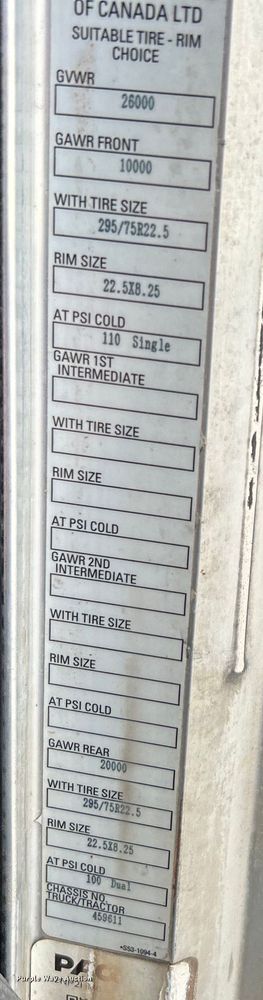 OF CANADA LTD
SUITABLE TIRE - RIM
CHOICE
GVWR
26000
GAWR FRONT
10000
WITH TIRE SIZE
295/75R22.5
RIM SIZE
22.5X8.25
AT PSI COLD
110 Single
GAWR 1ST
INTERMEDIATE
WITH TIRE SIZE
RIM SIZE
AT PSI COLD
GAWR 2ND
INTERMEDIATE
WITH TIRE SIZE
RIM SIZE
AT PSI COLD
GAWR REAR
20000
WITH TIRE SIZE
295/75R22.5
RIM SIZE
22.5X8.25
AT PSI COLD
100 Dual
CHASSIS NO.
TRUCK/TRACTOR
459611
•S53-1094-4
Purple Wave Auction